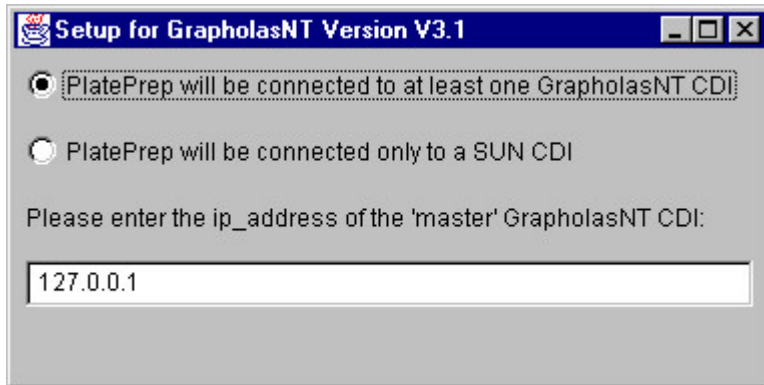 Setup for GrapholasNT Version V3.1
PlatePrep will be connected to at least one GrapholasNT CDI
PlatePrep will be connected only to a SUN CDI
Please enter the ip_address of the 'master' GrapholasNT CDI:
127.0.0.1